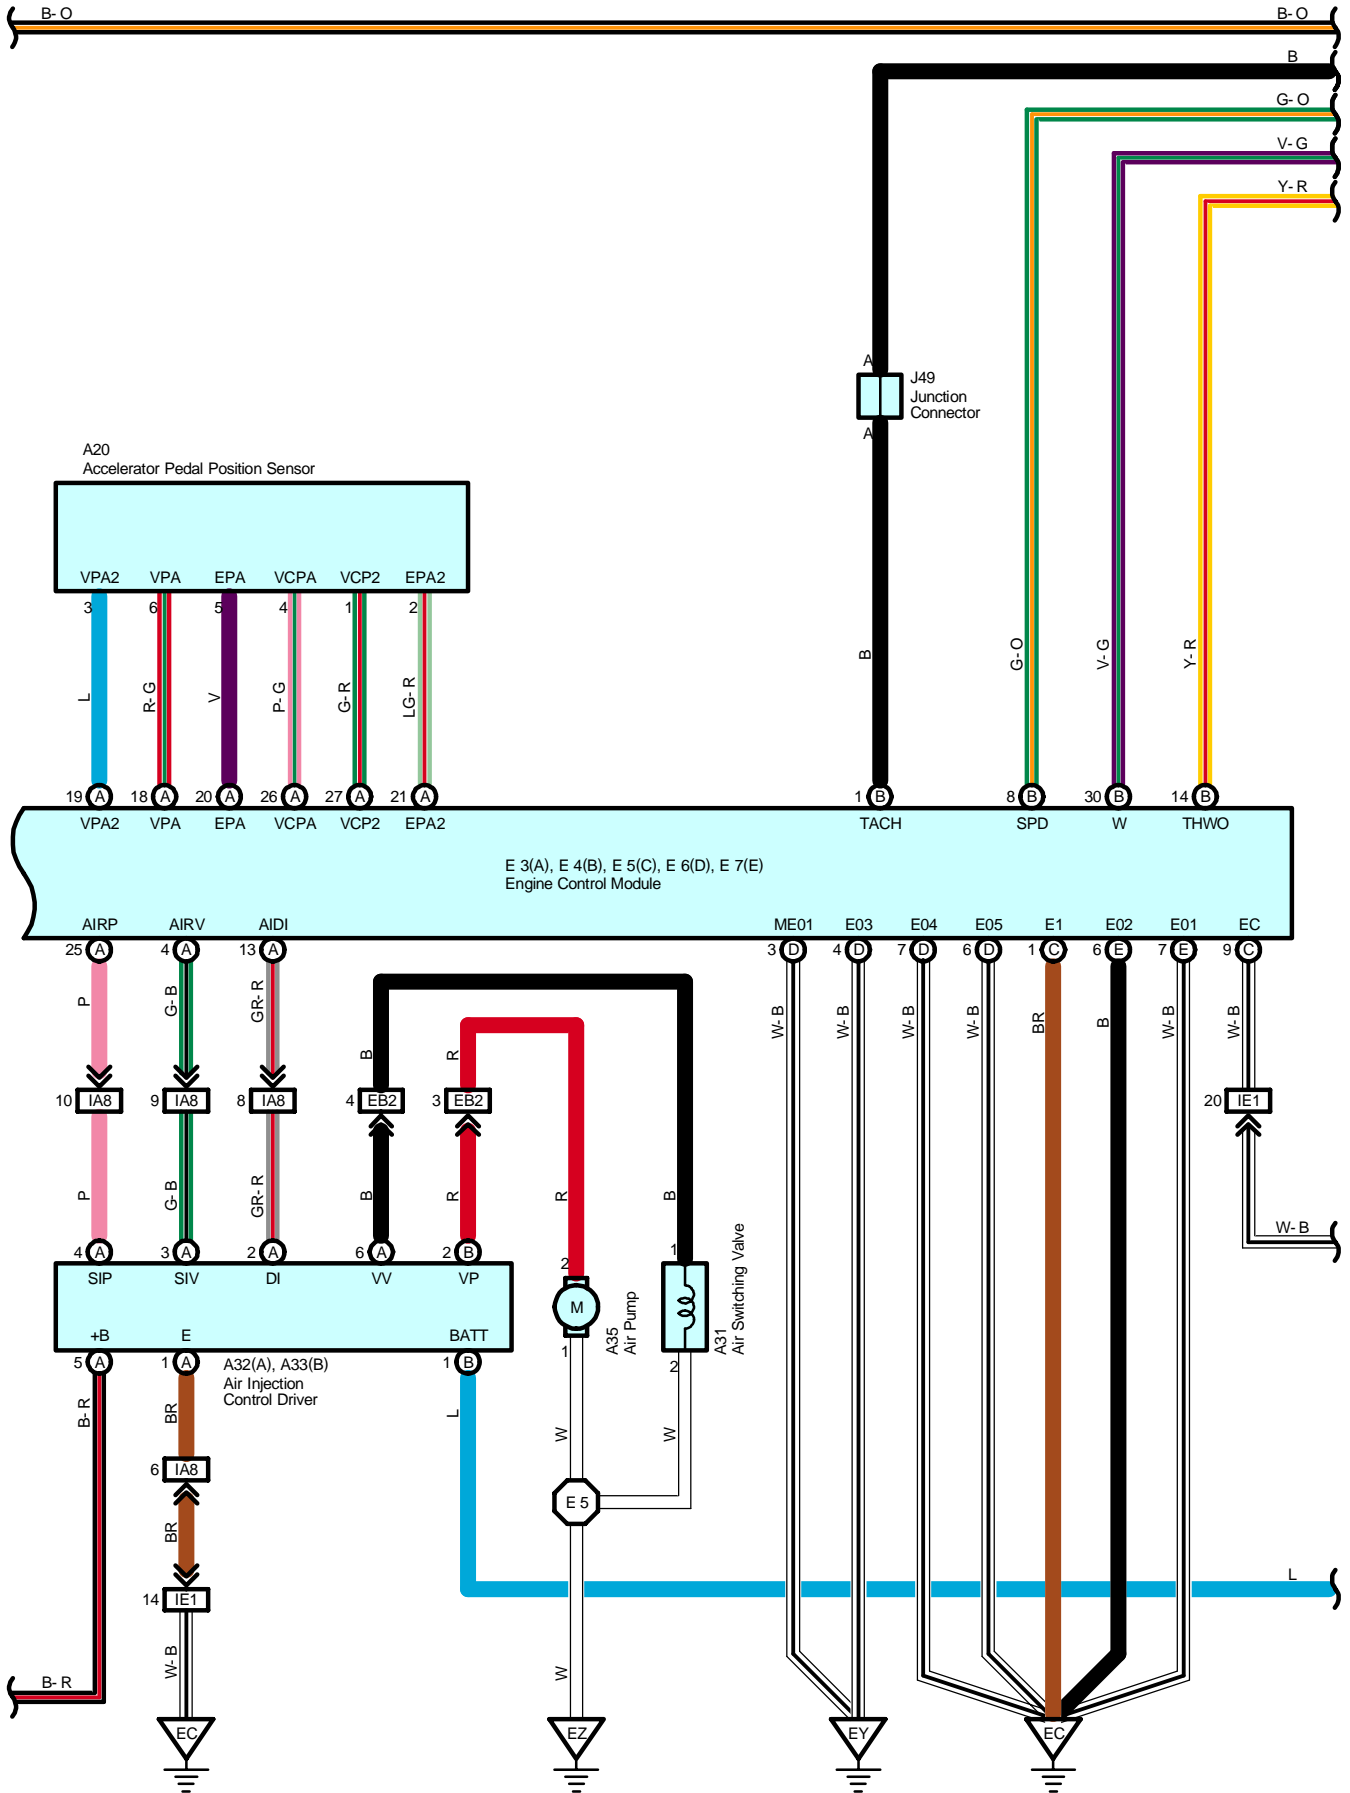 B- O B- O
B
G- O
V- G
Y- R
A
J49
Junction
Connector
A
A20
Accelerator Pedal Position Sensor
VPA2 VPA EPA VCPA VCP2 EPA2
3 6 5 4 1 2
L R- G V P- G G- R LG- R B G- O V- G Y- R
19 A 18 A 20 A 26 A 27 A 21 A 1 B 8 B 30 B 14 B
VPA2 VPA EPA VCPA VCP2 EPA2 TACH SPD W THWO
E 3(A), E 4(B), E 5(C), E 6(D), E 7(E)
Engine Control Module
AIRP AIRV AIDI ME01 E03 E04 E05 E1 E02 E01 EC
25 A 4 A 13 A 3 D 4 D 7 D 6 D 1 C 6 E 7 E 9 C
P G- B GR- R W- B W- B W- B W- B BR B W- B W- B
B R
10 IA8 9 IA8 8 IA8 4 EB2 3 EB2 20 IE1
P G- B GR- R B R R B
W- B
4 A 3 A 2 A 6 A 2 B 2 1
SIP SIV DI VV VP
M
A35
Air Pump
A31
Air Switching Valve
+B E BATT
1 2
5 A 1 A 1 B
A32(A), A33(B)
Air Injection
Control Driver
B- R BR L W W
6 IA8
E 5
BR
L
14 IE1
W- B W
B- R
EC EZ EY EC